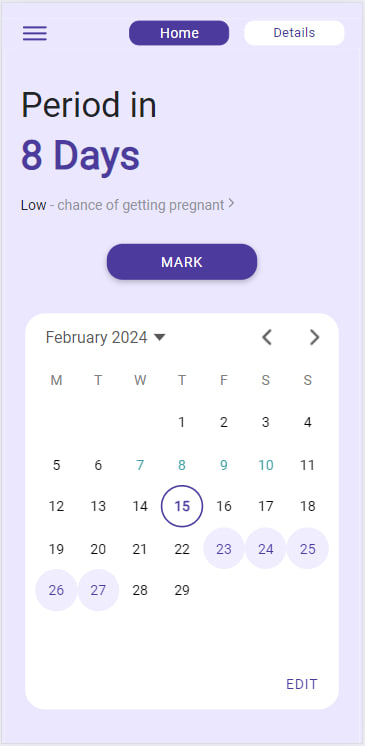 Home Details
Period in
8 Days
Low - chance of getting pregnant >
MARK
February 2024
M T W T F S S
1 2 3 4
5 6 7 8 9 10 11
12 13 14 15 16 17 18
19 20 21 22 23 24 25
26 27 28 29
EDIT